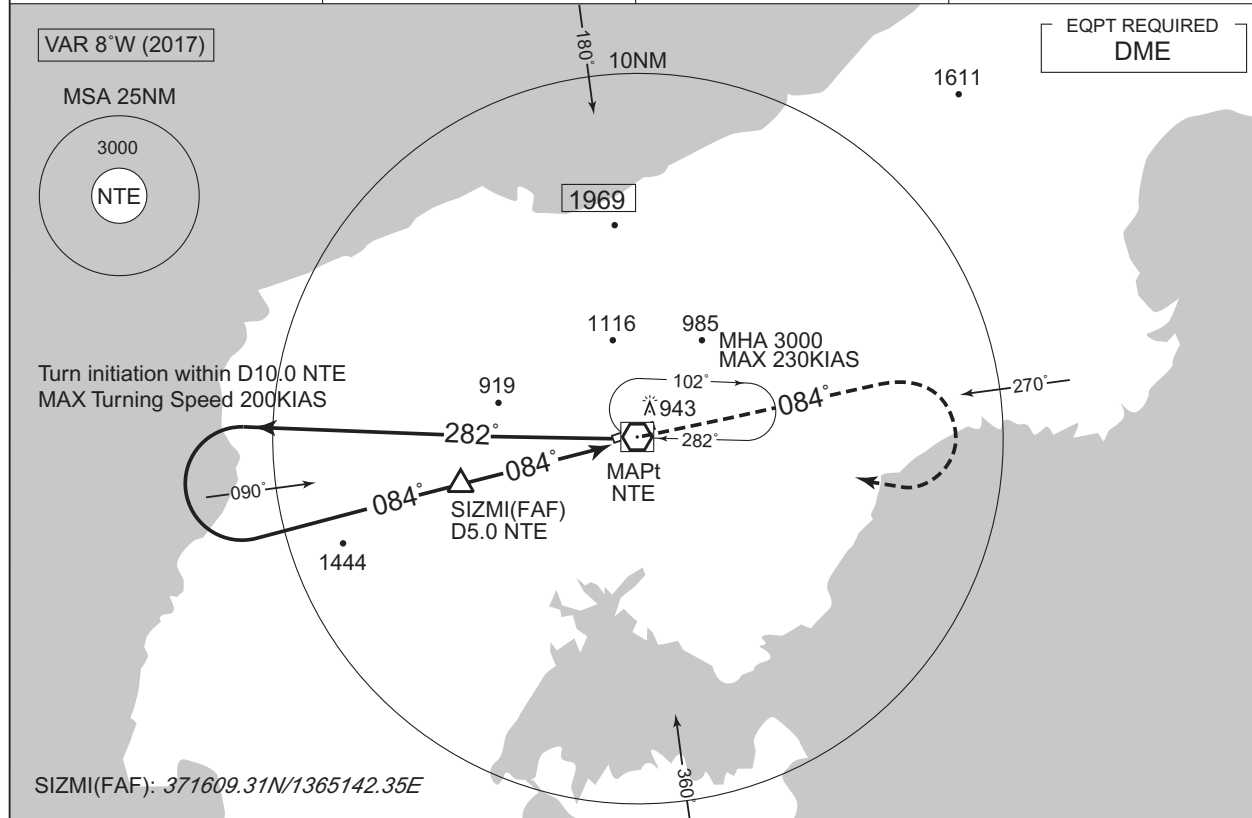 VAR 8˚W (2017)
180˚
10NM
EQPT REQUIRED
DME
1611
MSA 25NM
3000
NTE
1969
1116
985
MHA 3000
MAX 230KIAS
Turn initiation within D10.0 NTE
MAX Turning Speed 200KIAS
919
102˚
943
084˚
270˚
282˚
282˚
MAPt
NTE
084˚
090˚
084˚
SIZMI(FAF)
D5.0 NTE
1444
360˚
SIZMI(FAF): 371609.31N/1365142.35E